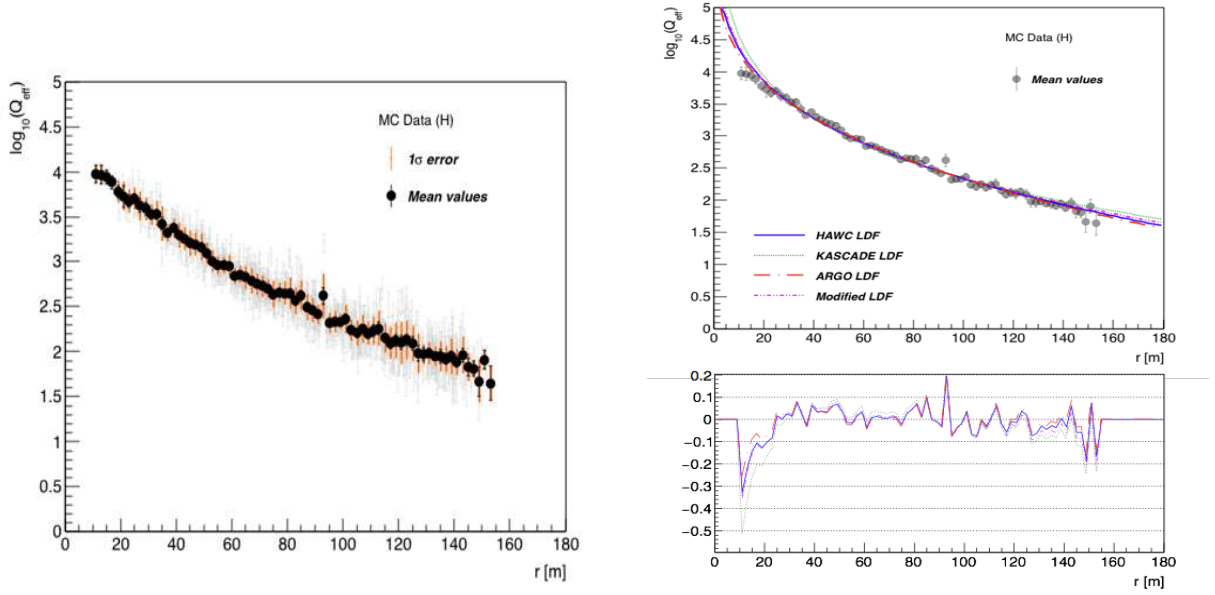 log10(Qeff)
5
4.5
4
3.5
3
2.5
2
1.5
1
0.5
0
MC Data (H)
1σ error
Mean values
0 20 40 60 80 100 120 140 160 180
r [m]
log10(Qeff)
5
4.5
4
3.5
3
2.5
2
1.5
1
0.5
0
MC Data (H)
Mean values
HAWC LDF
KASCADE LDF
ARGO LDF
Modified LDF
0 20 40 60 80 100 120 140 160 180
r [m]
0.2
0.1
0
−0.1
−0.2
−0.3
−0.4
−0.5
0 20 40 60 80 100 120 140 160 180
r [m]